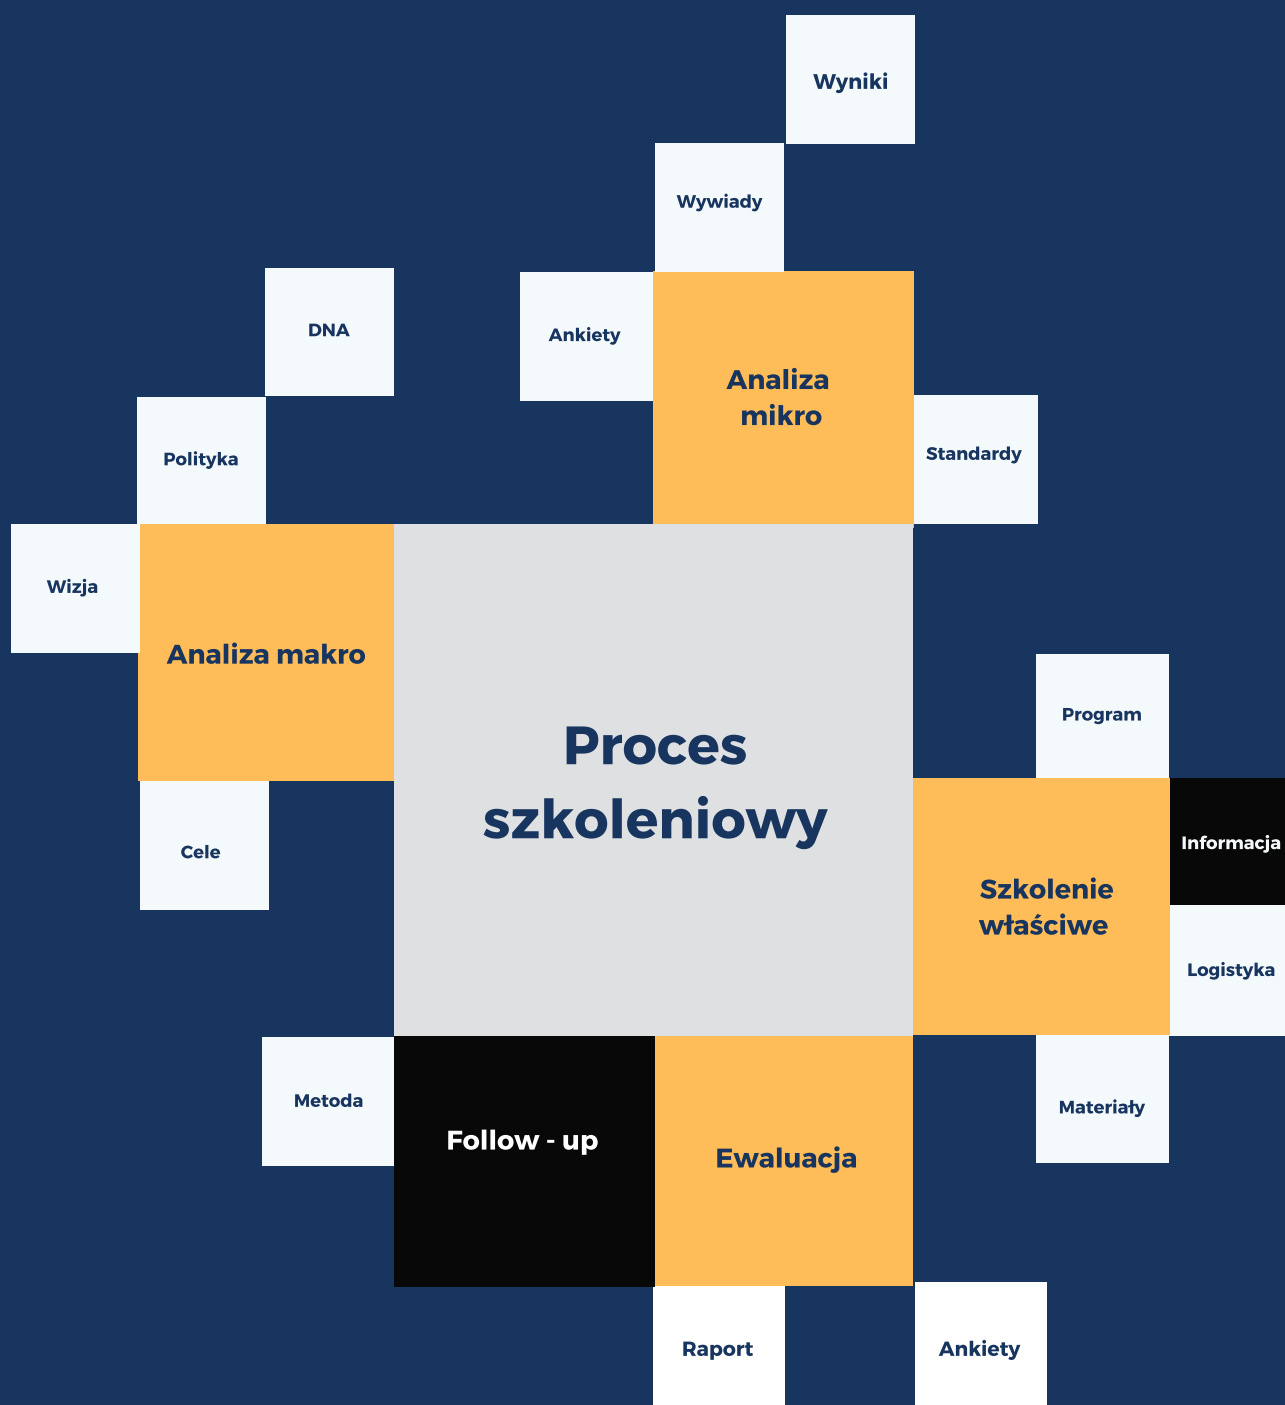 Wyniki
Wywiady
DNA
Ankiety
Analiza
mikro
Polityka
Standardy
Wizja
Analiza makro
Program
Proces
szkoleniowy
Informacja
Cele
Szkolenie
właściwe
Logistyka
Metoda
Materiały
Follow - up
Ewaluacja
Raport
Ankiety